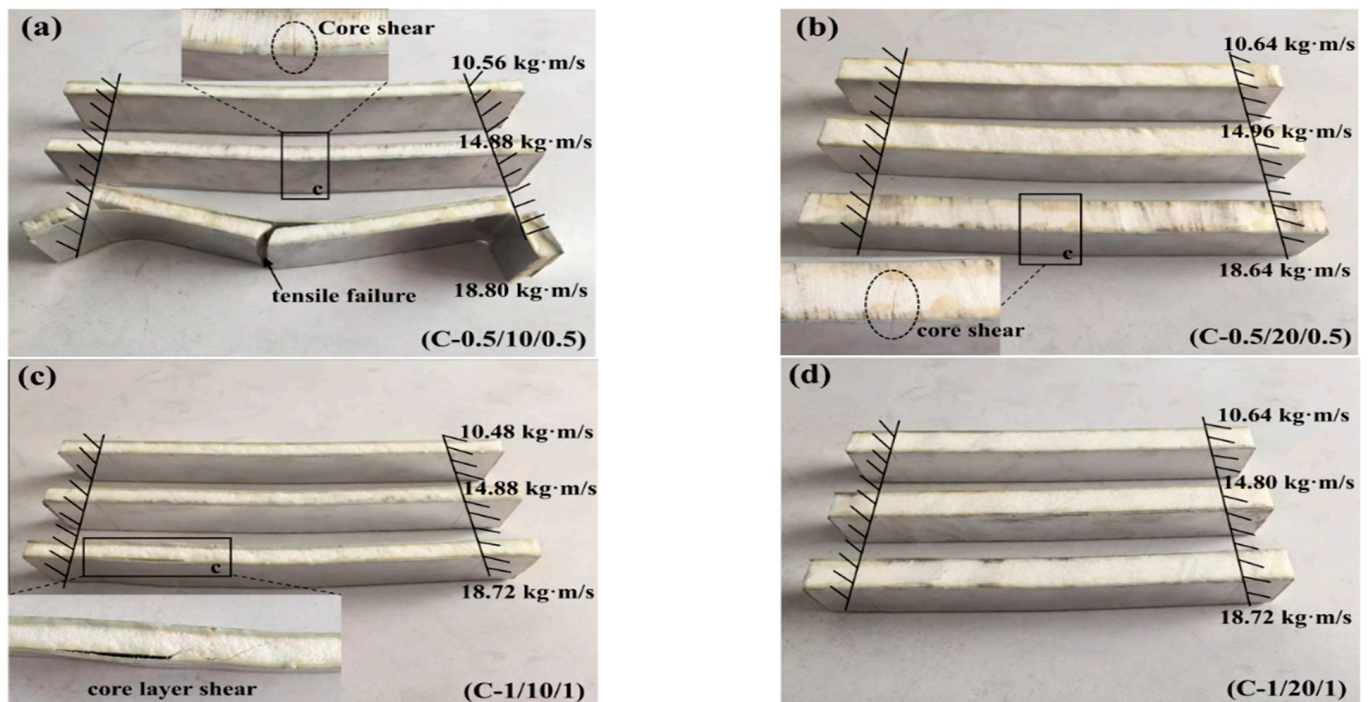 (a)
Core shear
10.56 kg·m/s
14.88 kg·m/s
c
tensile failure
18.80 kg·m/s
(C-0.5/10/0.5)
(b)
10.64 kg·m/s
14.96 kg·m/s
c
18.64 kg·m/s
core shear
(C-0.5/20/0.5)
(c)
10.48 kg·m/s
14.88 kg·m/s
c
18.72 kg·m/s
core layer shear
(C-1/10/1)
(d)
10.64 kg·m/s
14.80 kg·m/s
18.72 kg·m/s
(C-1/20/1)